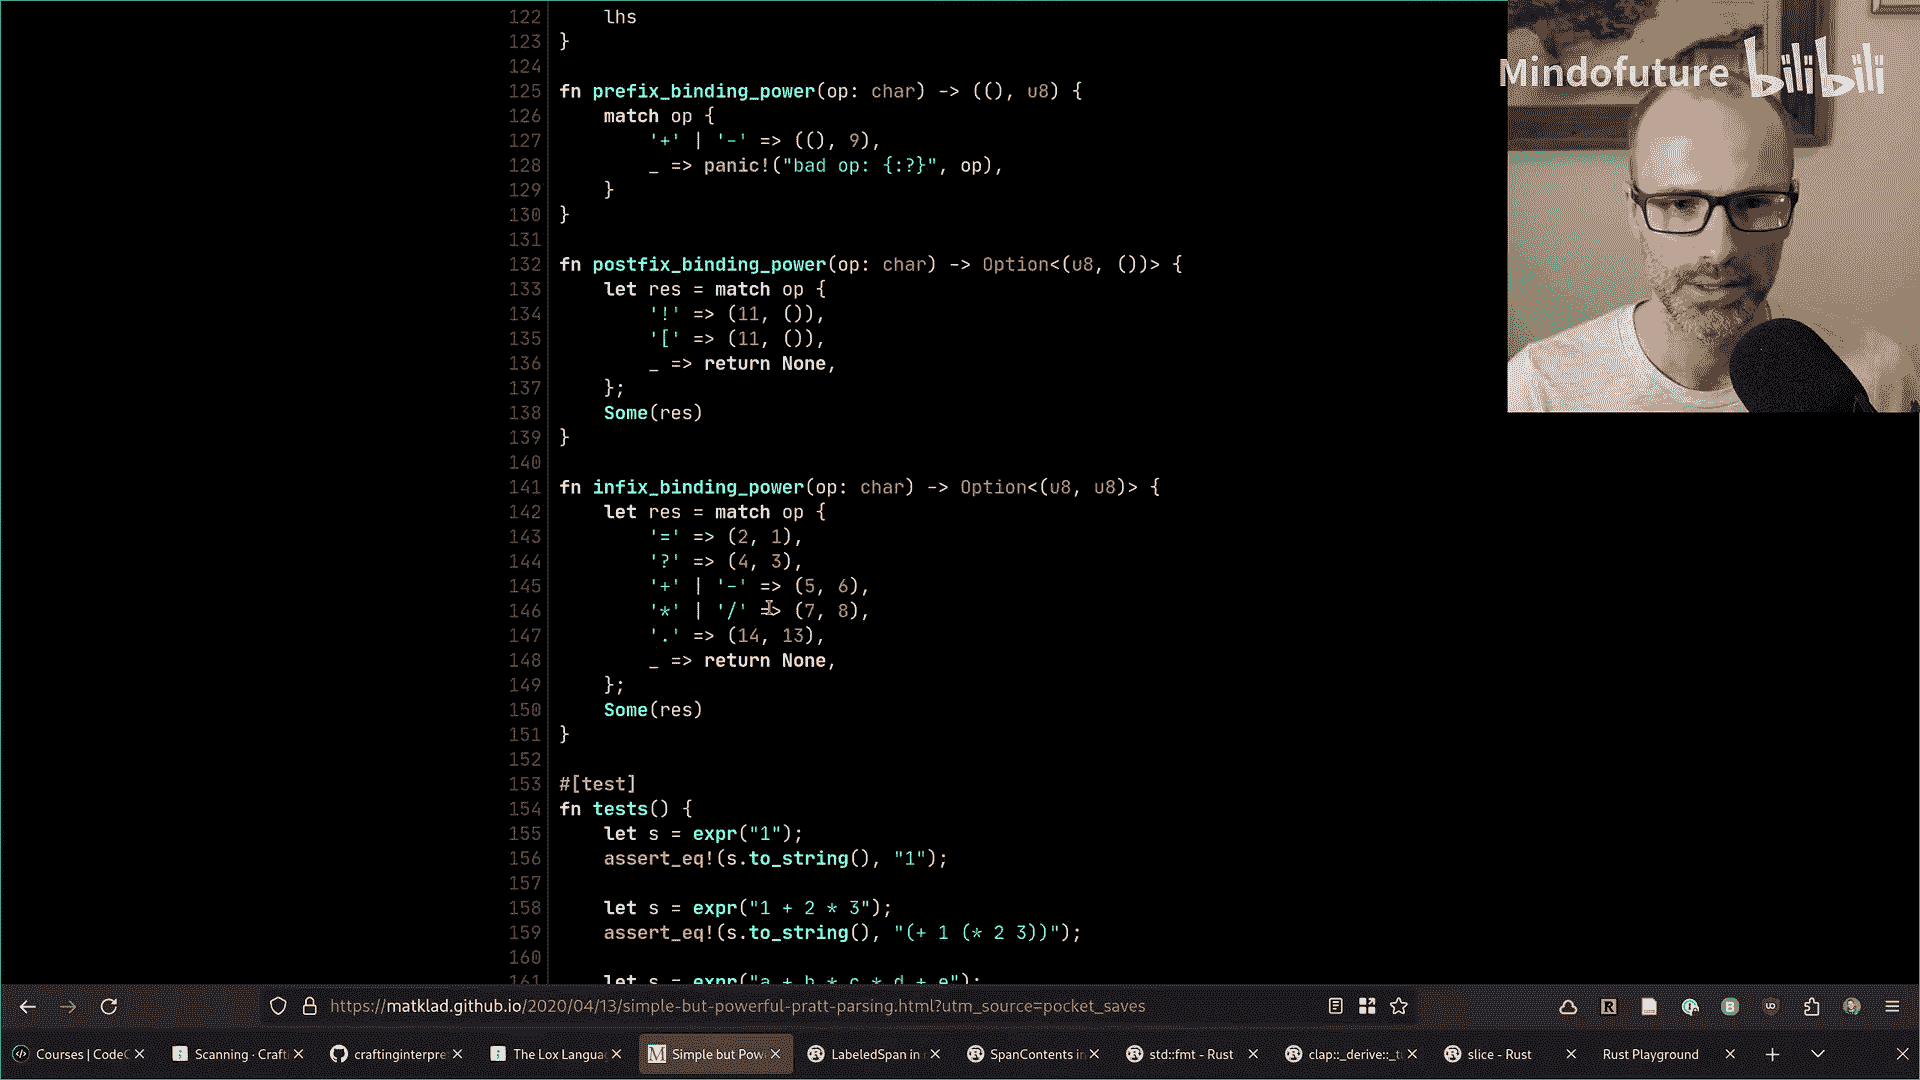 122 lhs
123 }
124
125 fn prefix_binding_power(op: char) -> ((), u8) {
126 match op {
127 '+' | '-' => ((), 9),
128 _ => panic!("bad op: {:?}", op),
129 }
130 }
131
132 fn postfix_binding_power(op: char) -> Option<(u8, ())> {
133 let res = match op {
134 '!' => (11, ()),
135 '[' => (11, ()),
136 _ => return None,
137 };
138 Some(res)
139 }
140
141 fn infix_binding_power(op: char) -> Option<(u8, u8)> {
142 let res = match op {
143 '=' => (2, 1),
144 '?' => (4, 3),
145 '+' | '-' => (5, 6),
146 '*' | '/' => (7, 8),
147 '.' => (14, 13),
148 _ => return None,
149 };
150 Some(res)
151 }
152
153 #[test]
154 fn tests() {
155 let s = expr("1");
156 assert_eq!(s.to_string(), "1");
157
158 let s = expr("1 + 2 * 3");
159 assert_eq!(s.to_string(), "(+ 1 (* 2 3))");
160
161 let s = expr("a + b * c * d + e");
Mindofuture bilibili
https://matklad.github.io/2020/04/13/simple-but-powerful-pratt-parsing.html?utm_source=pocket_saves
Courses | Code
Scanning · Craft
craftinginterpre
The Lox Langua
Simple but Pow
LabeledSpan in
SpanContents in
std::fmt - Rust
clap::_derive::_t
slice - Rust
Rust Playground